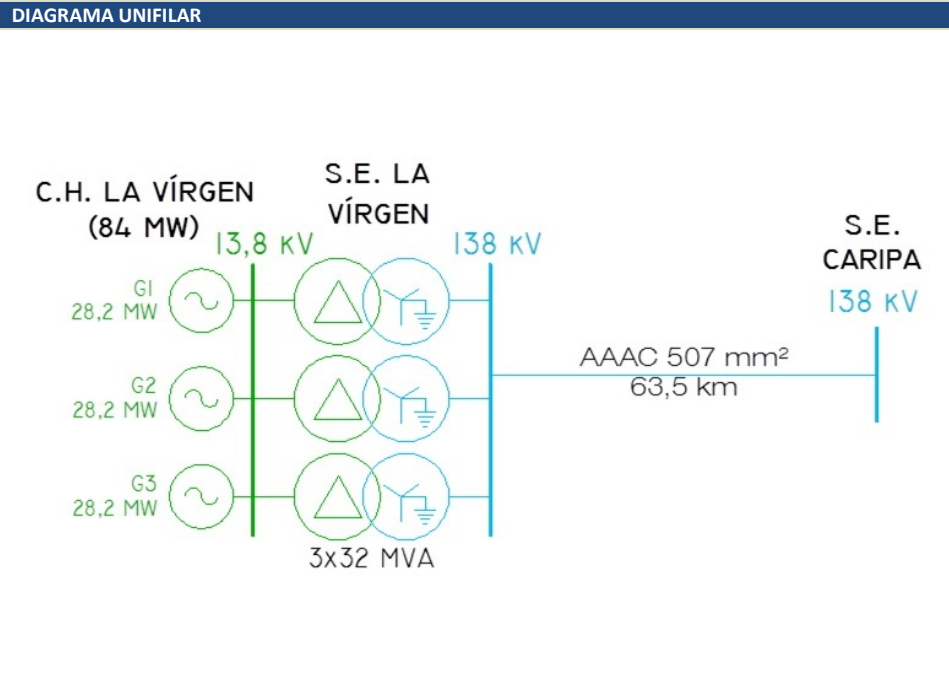 DIAGRAMA UNIFILAR
C.H. LA VÍRGEN
(84 MW)
13,8 kV
S.E. LA
VÍRGEN
138 kV
S.E.
CARIPA
138 kV
G1
28,2 MW
G2
28,2 MW
G3
28,2 MW
AAAC 507 mm²
63,5 km
3x32 MVA